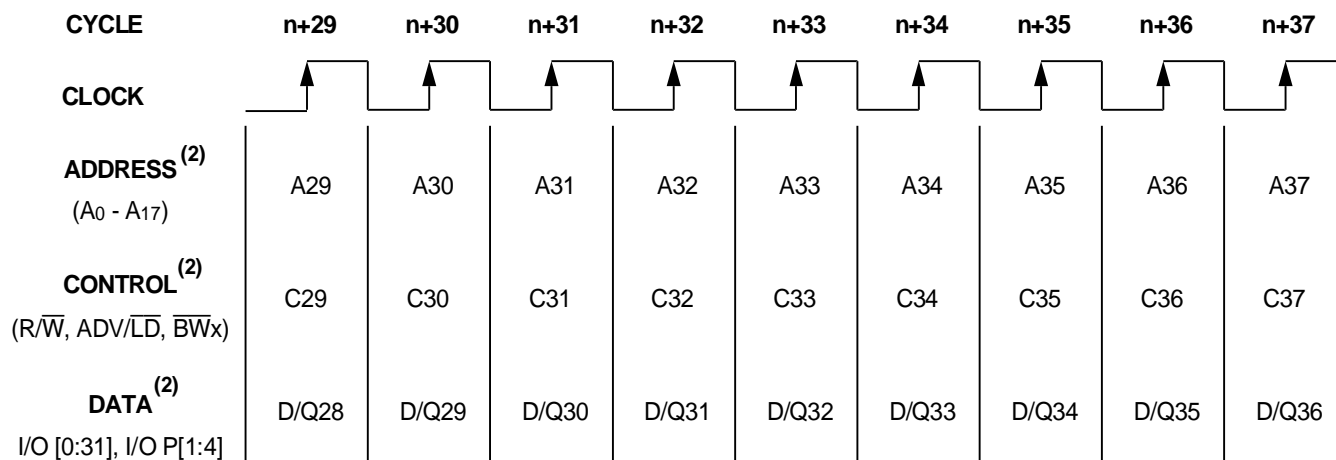 CYCLE n+29 n+30 n+31 n+32 n+33 n+34 n+35 n+36 n+37
CLOCK
ADDRESS(2)
(A0 - A17) A29 A30 A31 A32 A33 A34 A35 A36 A37
CONTROL(2)
(R/W̅, ADV/L̅D̅, B̅W̅x) C29 C30 C31 C32 C33 C34 C35 C36 C37
DATA(2)
I/O [0:31], I/O P[1:4] D/Q28 D/Q29 D/Q30 D/Q31 D/Q32 D/Q33 D/Q34 D/Q35 D/Q36